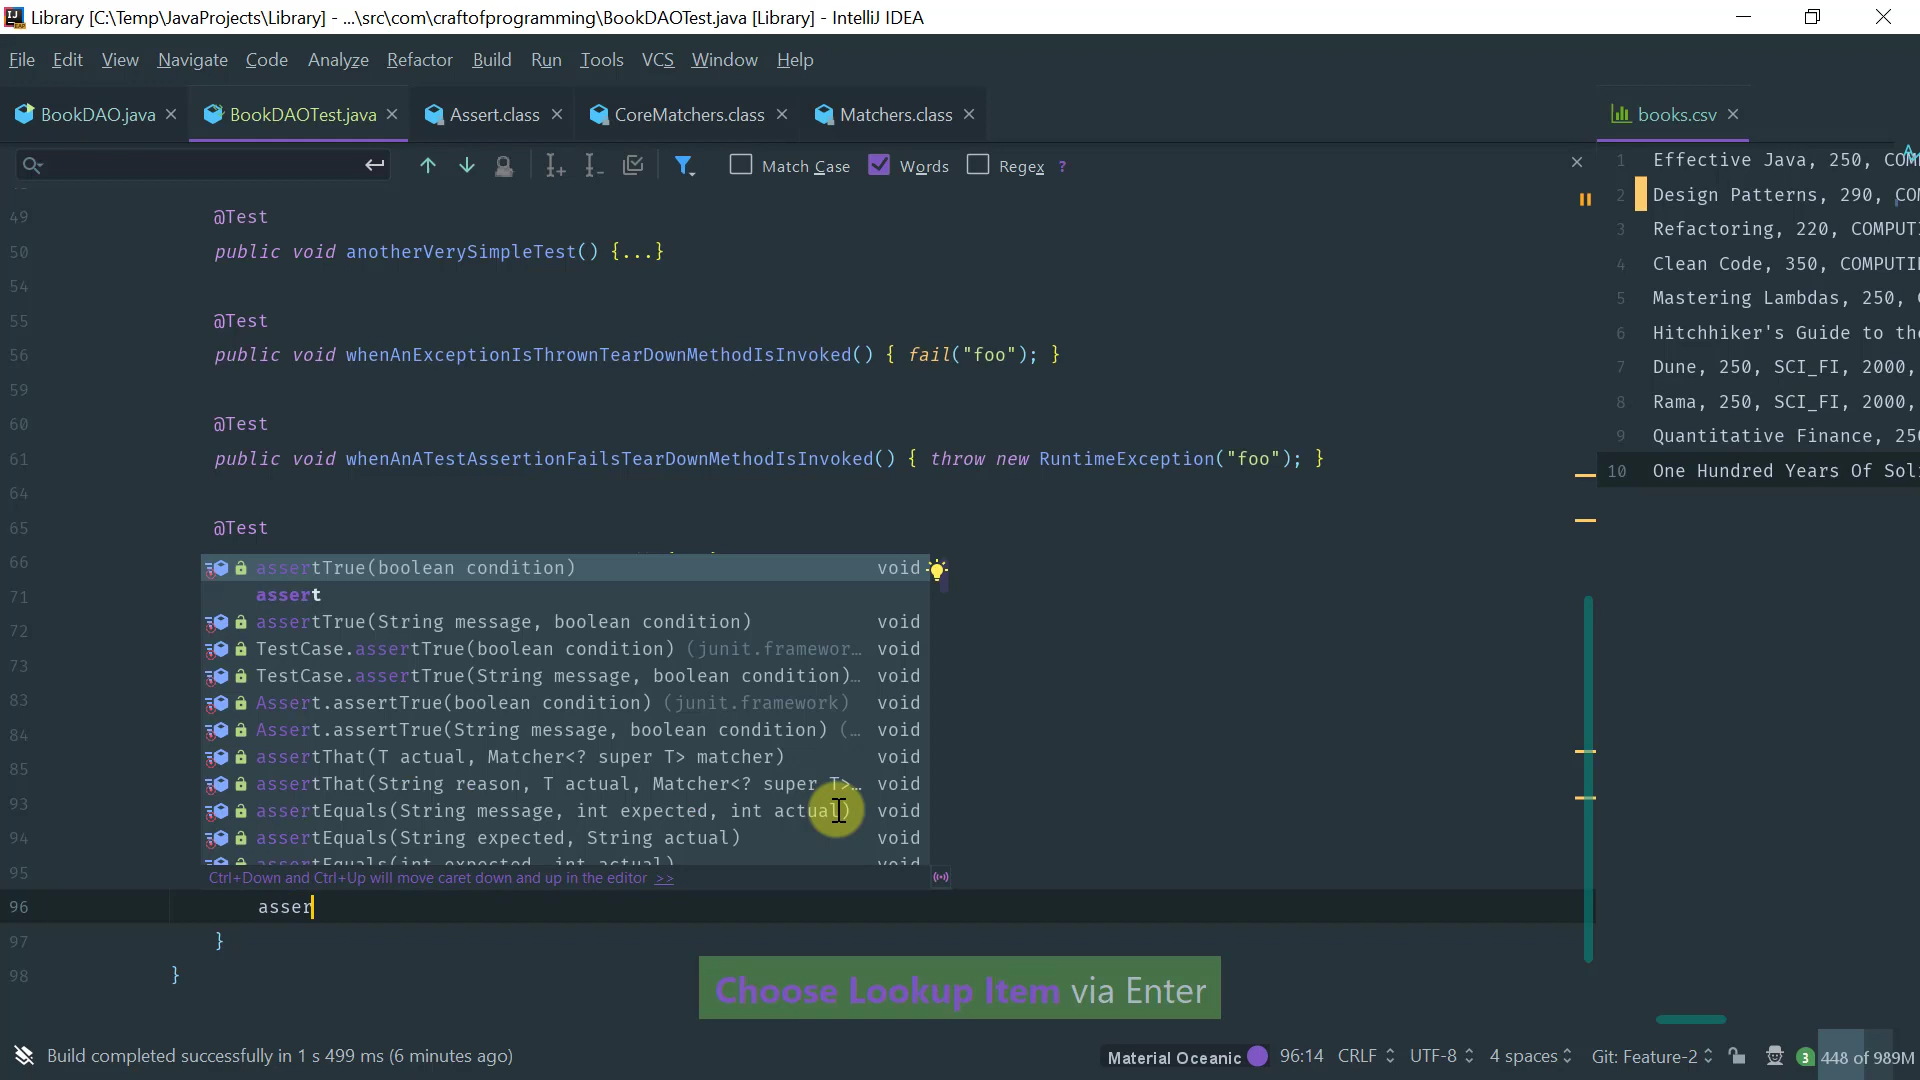 Library [C:\Temp\JavaProjects\Library] - ...\src\com\craftofprogramming\BookDAOTest.java [Library] - IntelliJ IDEA
File Edit View Navigate Code Analyze Refactor Build Run Tools VCS Window Help
BookDAO.java BookDAOTest.java Assert.class CoreMatchers.class Matchers.class books.csv
Match Case Words Regex ?
49 @Test
50 public void anotherVerySimpleTest() {...}
54
55 @Test
56 public void whenAnExceptionIsThrownTearDownMethodIsInvoked() { fail("foo"); }
59
60 @Test
61 public void whenAnATestAssertionFailsTearDownMethodIsInvoked() { throw new RuntimeException("foo"); }
64
65 @Test
66
71
72
73
83
84
85
93
94
95
assertTrue(boolean condition) void
assert
assertTrue(String message, boolean condition) void
TestCase.assertTrue(boolean condition) (junit.framewor... void
TestCase.assertTrue(String message, boolean condition)... void
Assert.assertTrue(boolean condition) (junit.framework) void
Assert.assertTrue(String message, boolean condition) (... void
assertThat(T actual, Matcher<? super T> matcher) void
assertThat(String reason, T actual, Matcher<? super T>... void
assertEquals(String message, int expected, int actual) void
assertEquals(String expected, String actual) void
assertEquals(int expected, int actual) void
Ctrl+Down and Ctrl+Up will move caret down and up in the editor >>
96 asser
97 }
98 }
1 Effective Java, 250, COM
2 Design Patterns, 290, CO
3 Refactoring, 220, COMPUT
4 Clean Code, 350, COMPUTI
5 Mastering Lambdas, 250,
6 Hitchhiker's Guide to th
7 Dune, 250, SCI_FI, 2000,
8 Rama, 250, SCI_FI, 2000,
9 Quantitative Finance, 25
10 One Hundred Years Of Sol
Choose Lookup Item via Enter
Build completed successfully in 1 s 499 ms (6 minutes ago)
Material Oceanic 96:14 CRLF UTF-8 4 spaces Git: Feature-2 3 448 of 989M